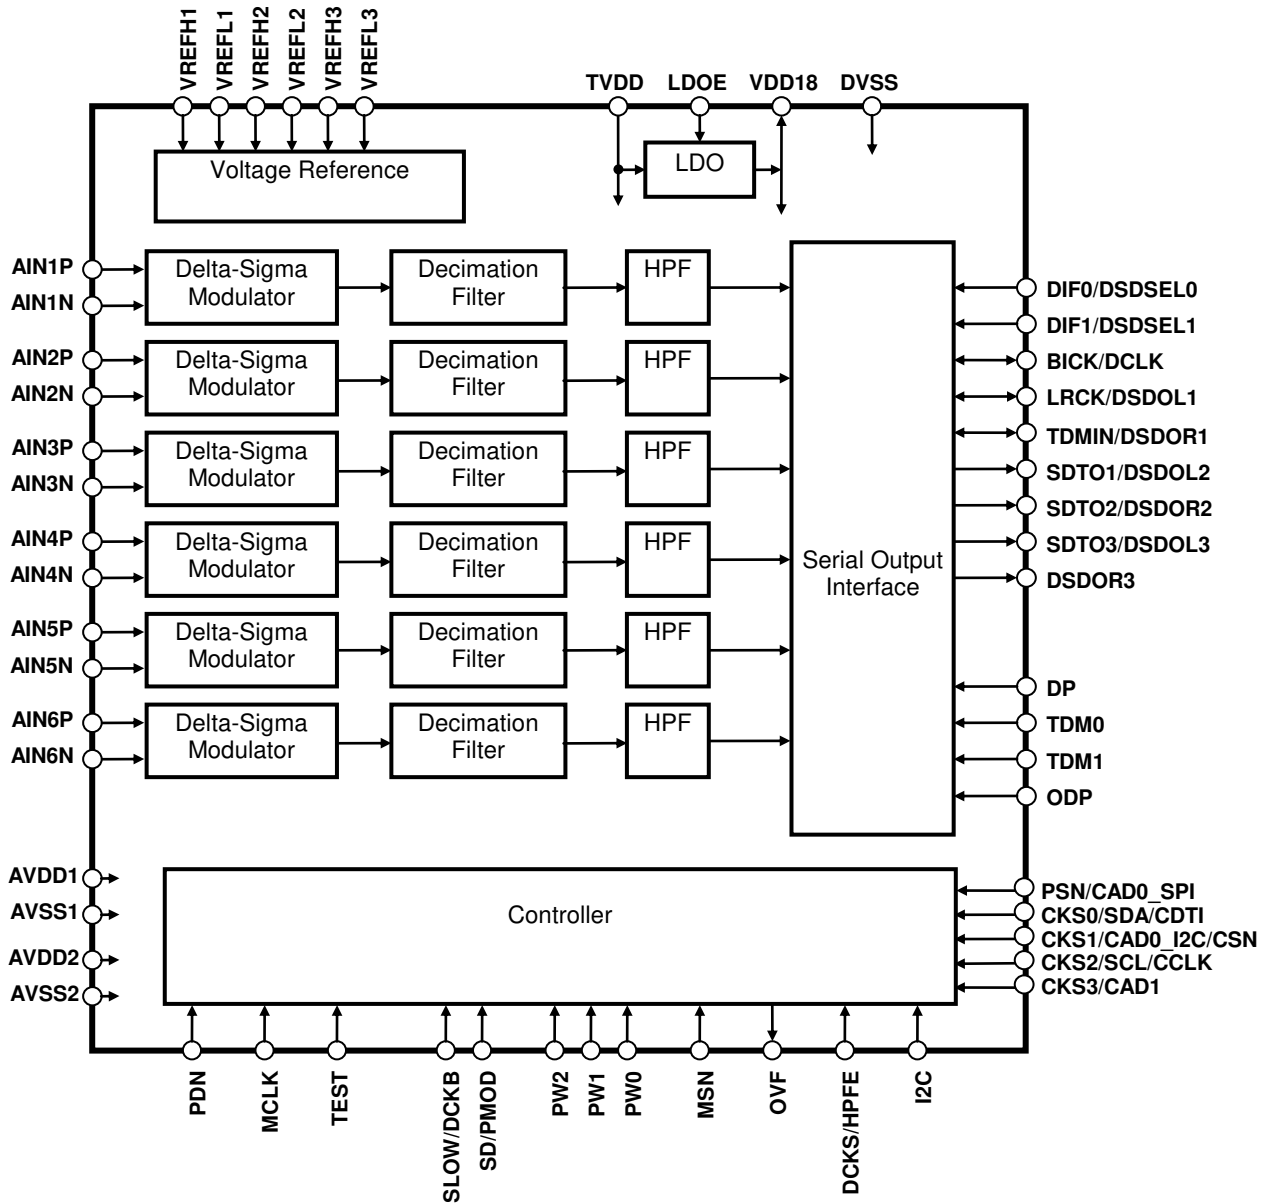 VREFH1
VREFL1
VREFH2
VREFL2
VREFH3
VREFL3
TVDD
LDOE
VDD18
DVSS
Voltage Reference
LDO
AIN1P
AIN1N
Delta-Sigma
Modulator
Decimation
Filter
HPF
AIN2P
AIN2N
Delta-Sigma
Modulator
Decimation
Filter
HPF
AIN3P
AIN3N
Delta-Sigma
Modulator
Decimation
Filter
HPF
AIN4P
AIN4N
Delta-Sigma
Modulator
Decimation
Filter
HPF
AIN5P
AIN5N
Delta-Sigma
Modulator
Decimation
Filter
HPF
AIN6P
AIN6N
Delta-Sigma
Modulator
Decimation
Filter
HPF
Serial Output
Interface
DIF0/DSDSEL0
DIF1/DSDSEL1
BICK/DCLK
LRCK/DSDOL1
TDMIN/DSDOR1
SDTO1/DSDOL2
SDTO2/DSDOR2
SDTO3/DSDOL3
DSDOR3
DP
TDM0
TDM1
ODP
AVDD1
AVSS1
AVDD2
AVSS2
Controller
PSN/CAD0_SPI
CKS0/SDA/CDTI
CKS1/CAD0_I2C/CSN
CKS2/SCL/CCLK
CKS3/CAD1
PDN
MCLK
TEST
SLOW/DCKB
SD/PMOD
PW2
PW1
PW0
MSN
OVF
DCKS/HPFE
I2C